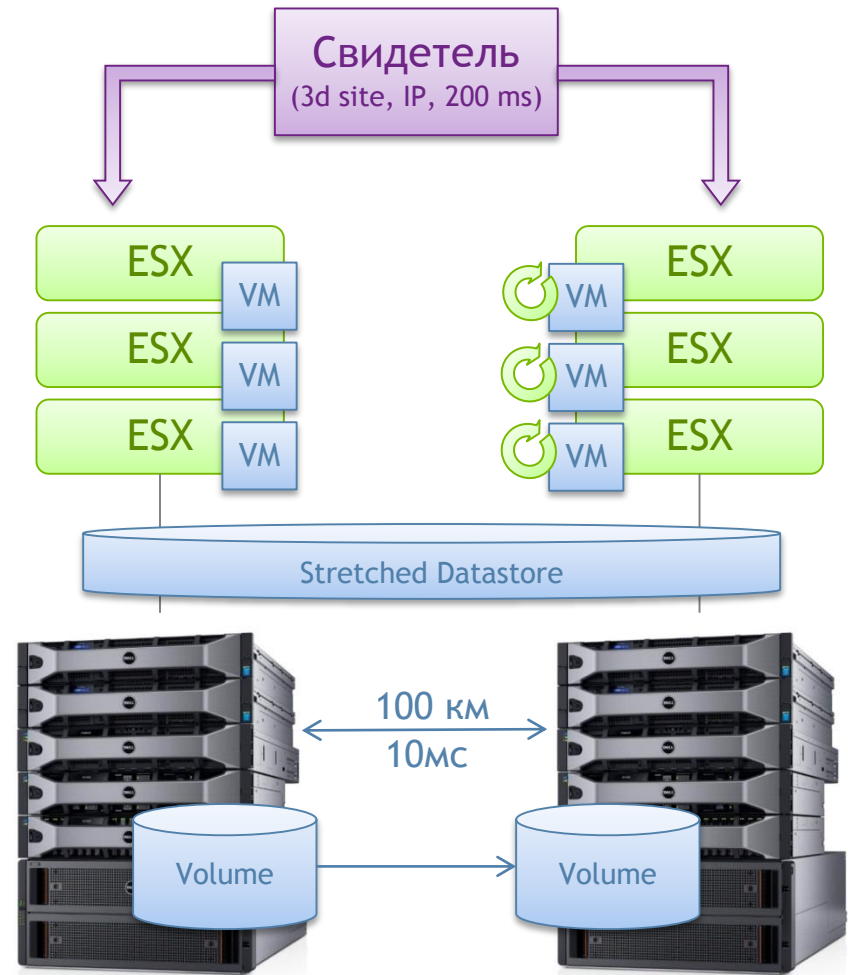 Свидетель
(3d site, IP, 200 ms)
ESX
VM
ESX
VM
ESX
VM
ESX
VM
ESX
VM
ESX
VM
Stretched Datastore
100 км
10мс
Volume
Volume